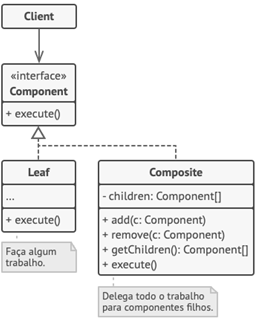 Client
«interface»
Component
+ execute()
Leaf
...
+ execute()
Faça algum
trabalho.
Composite
- children: Component[]
+ add(c: Component)
+ remove(c: Component)
+ getChildren(): Component[]
+ execute()
Delega todo o trabalho
para componentes filhos.